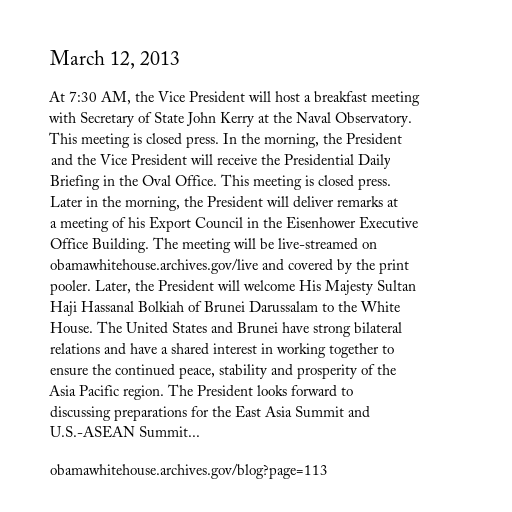 March 12, 2013
At 7:30 AM, the Vice President will host a breakfast meeting
with Secretary of State John Kerry at the Naval Observatory.
This meeting is closed press. In the morning, the President
and the Vice President will receive the Presidential Daily
Briefing in the Oval Office. This meeting is closed press.
Later in the morning, the President will deliver remarks at
a meeting of his Export Council in the Eisenhower Executive
Office Building. The meeting will be live-streamed on
obamawhitehouse.archives.gov/live and covered by the print
pooler. Later, the President will welcome His Majesty Sultan
Haji Hassanal Bolkiah of Brunei Darussalam to the White
House. The United States and Brunei have strong bilateral
relations and have a shared interest in working together to
ensure the continued peace, stability and prosperity of the
Asia Pacific region. The President looks forward to
discussing preparations for the East Asia Summit and
U.S.-ASEAN Summit...
obamawhitehouse.archives.gov/blog?page=113